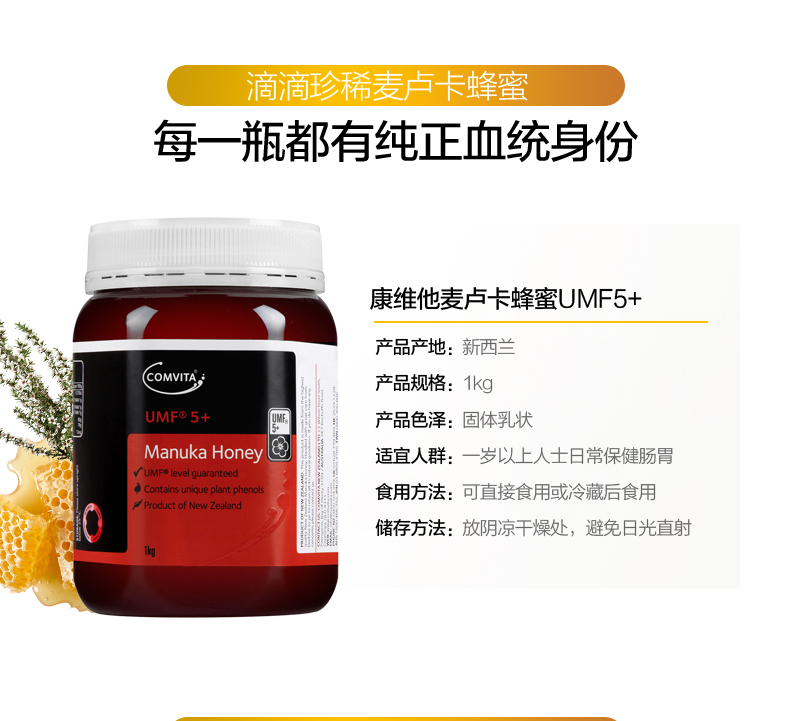 滴滴珍稀麦卢卡蜂蜜
每一瓶都有纯正血统身份
康维他麦卢卡蜂蜜UMF5+
产品产地：新西兰
产品规格：1kg
产品色泽：固体乳状
适宜人群：一岁以上人士日常保健肠胃
食用方法：可直接食用或冷藏后食用
储存方法：放阴凉干燥处，避免日光直射
COMVITA®
UMF® 5+
UMF®
5+
Manuka Honey
UMF® level guaranteed
Contains unique plant phenols
Product of New Zealand
1kg